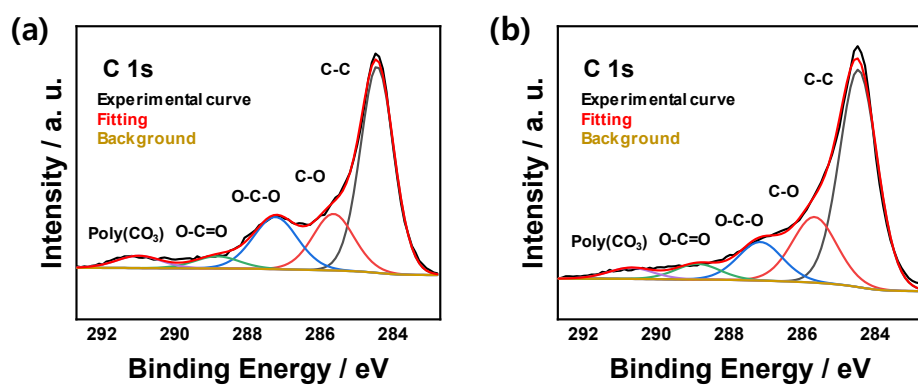 (a)
C 1s
Experimental curve
Fitting
Background
C-C
C-O
O-C-O
O-C=O
Poly(CO₃)
Intensity / a. u.
292 290 288 286 284
Binding Energy / eV
(b)
C 1s
Experimental curve
Fitting
Background
C-C
C-O
O-C-O
O-C=O
Poly(CO₃)
Intensity / a. u.
292 290 288 286 284
Binding Energy / eV